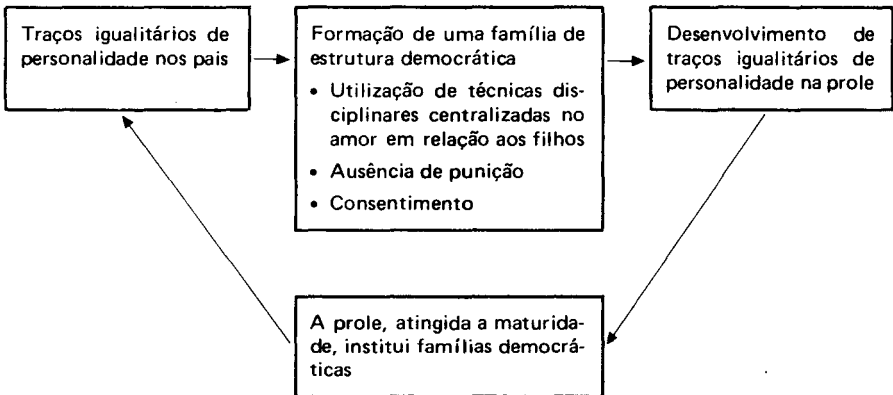 Traços igualitários de
personalidade nos pais
Formação de uma família de
estrutura democrática
• Utilização de técnicas dis-
ciplinares centralizadas no
amor em relação aos filhos
• Ausência de punição
• Consentimento
Desenvolvimento de
traços igualitários de
personalidade na prole
A prole, atingida a maturida-
de, institui famílias democrá-
ticas